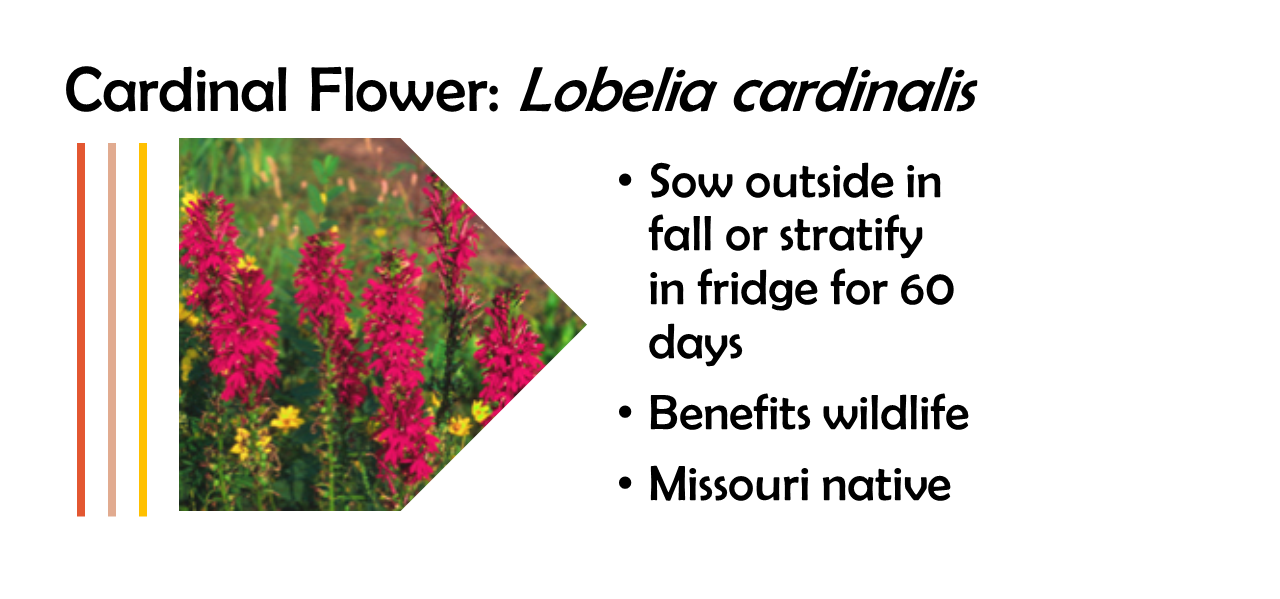 Cardinal Flower: Lobelia cardinalis
• Sow outside in
fall or stratify
in fridge for 60
days
• Benefits wildlife
• Missouri native